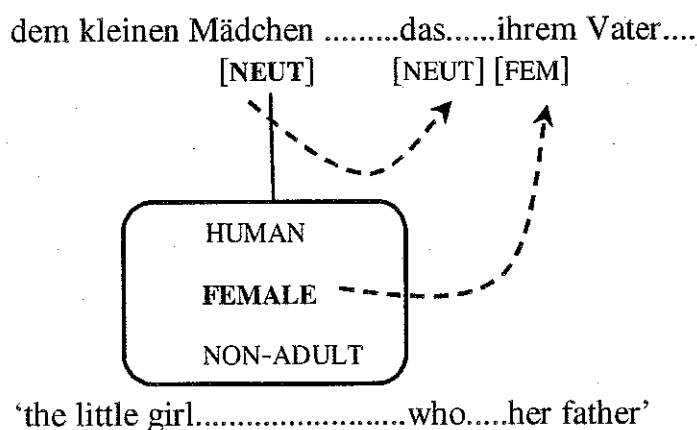 dem kleinen Mädchen .........das......ihrem Vater....
[NEUT] [NEUT] [FEM]
HUMAN
FEMALE
NON-ADULT
‘the little girl........................who.....her father’